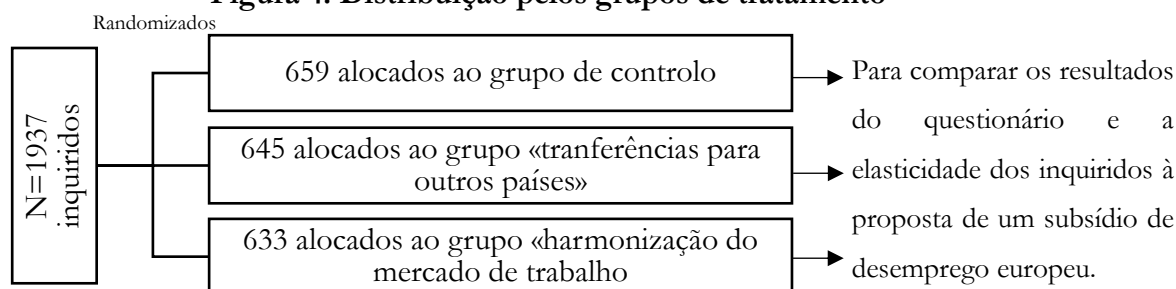 Figura 4. Distribuição pelos grupos de tratamento
Randomizados
N=1937
inquiridos
659 alocados ao grupo de controlo
645 alocados ao grupo «tranferências para
outros países»
633 alocados ao grupo «harmonização do
mercado de trabalho
Para comparar os resultados
do questionário e a
elasticidade dos inquiridos à
proposta de um subsídio de
desemprego europeu.